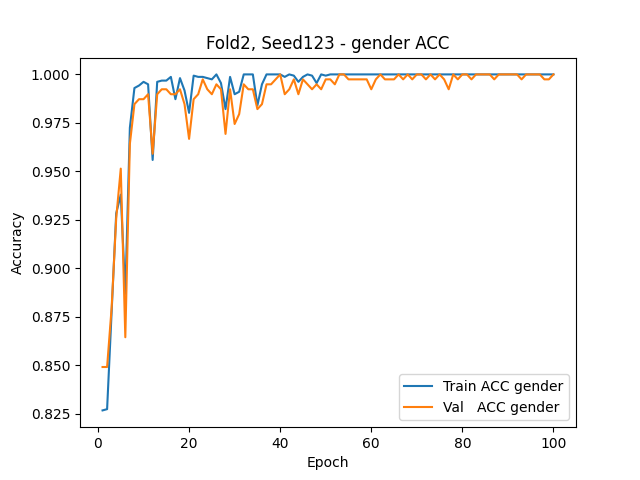 Fold2, Seed123 - gender ACC
1.000
0.975
0.950
0.925
0.900
0.875
0.850
0.825
Accuracy
0 20 40 60 80 100
Epoch
Train ACC gender
Val   ACC gender